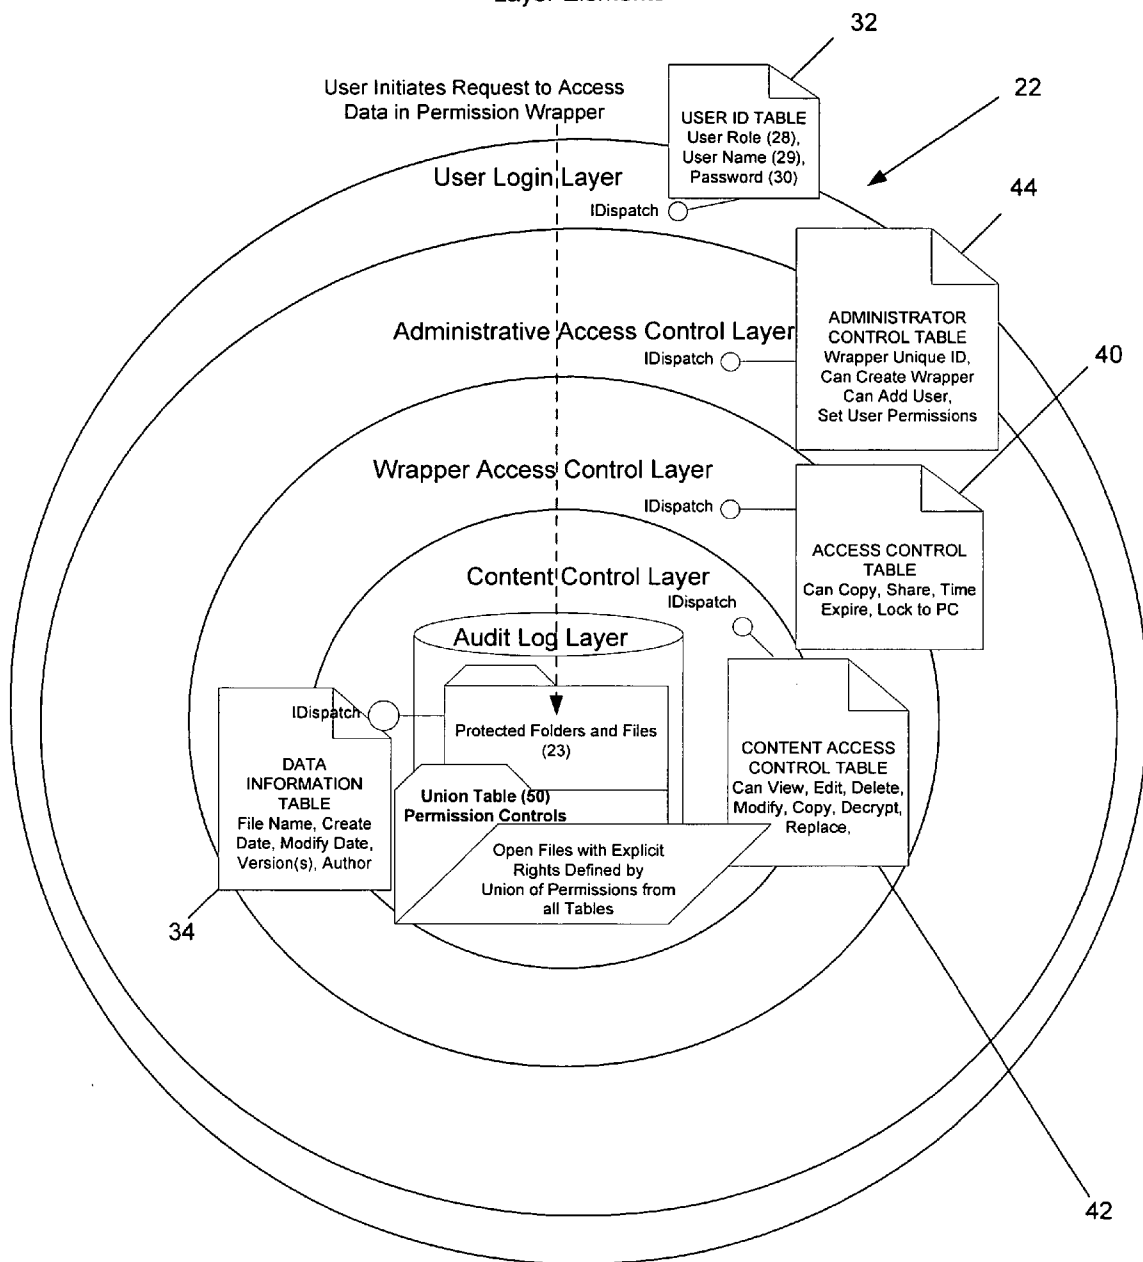 32
User Initiates Request to Access
Data in Permission Wrapper
22
USER ID TABLE
User Role (28),
User Name (29),
Password (30)
User Login Layer
IDispatch
44
ADMINISTRATOR
CONTROL TABLE
Wrapper Unique ID,
Can Create Wrapper
Can Add User,
Set User Permissions
Administrative Access Control Layer
IDispatch
40
Wrapper Access Control Layer
IDispatch
ACCESS CONTROL
TABLE
Can Copy, Share, Time
Expire, Lock to PC
Content Control Layer
IDispatch
Audit Log Layer
IDispatch
Protected Folders and Files
(23)
DATA
INFORMATION
TABLE
File Name, Create
Date, Modify Date,
Version(s), Author
CONTENT ACCESS
CONTROL TABLE
Can View, Edit, Delete,
Modify, Copy, Decrypt,
Replace,
Union Table (50)
Permission Controls
Open Files with Explicit
Rights Defined by
Union of Permissions from
all Tables
34
42